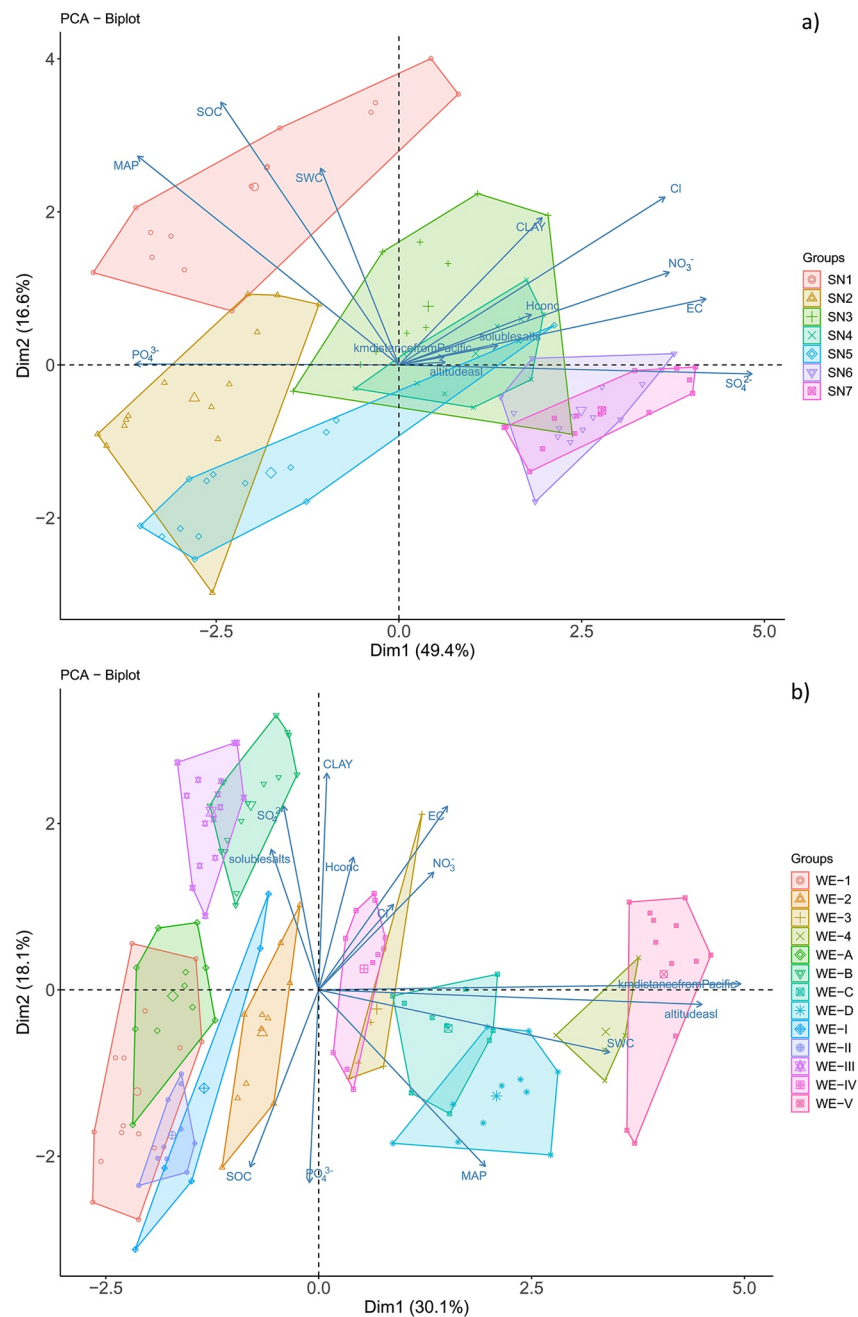 PCA − Biplot
a)
4
2
0
−2
−2.5
0.0
2.5
5.0
Dim1 (49.4%)
Dim2 (16.6%)
SOC
MAP
SWC
Cl
CLAY
NO3-
EC
Hconc
solublesalts
kmdistancefromPacific
altitudeasl
PO43-
SO42-
Groups
SN1
SN2
SN3
SN4
SN5
SN6
SN7
PCA − Biplot
b)
2
0
−2
−2.5
0.0
2.5
5.0
Dim1 (30.1%)
Dim2 (18.1%)
CLAY
SO42-
EC
solublesalts
Hconc
NO3-
Cl
kmdistancefromPacific
altitudeasl
SWC
SOC
PO43-
MAP
Groups
WE-1
WE-2
WE-3
WE-4
WE-A
WE-B
WE-C
WE-D
WE-I
WE-II
WE-III
WE-IV
WE-V